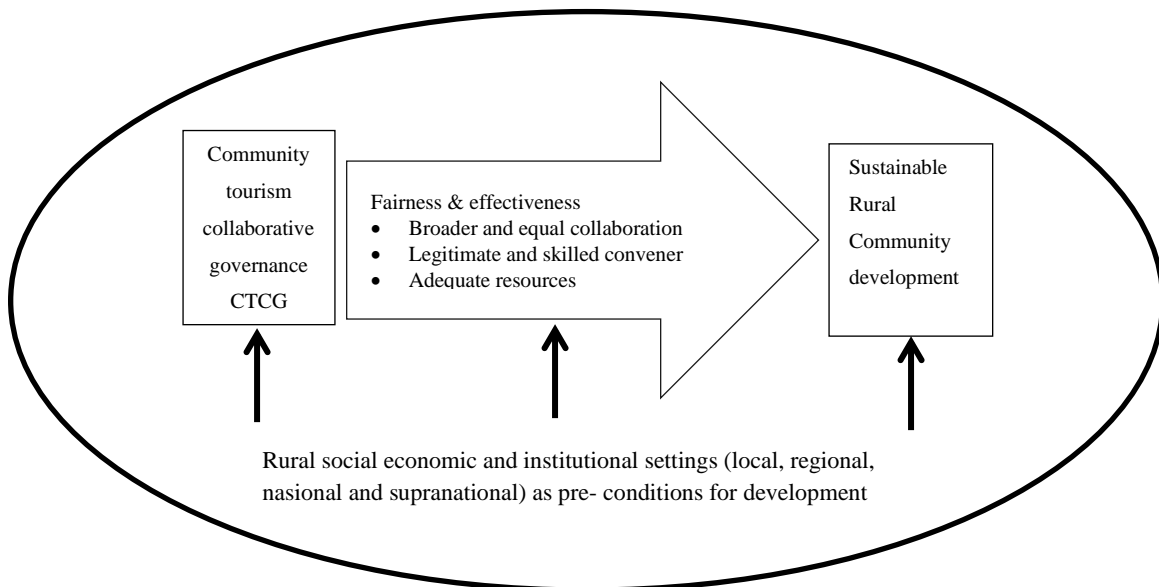 Community
tourism
collaborative
governance
CTCG
Fairness & effectiveness
• Broader and equal collaboration
• Legitimate and skilled convener
• Adequate resources
Sustainable
Rural
Community
development
Rural social economic and institutional settings (local, regional,
nasional and supranational) as pre- conditions for development